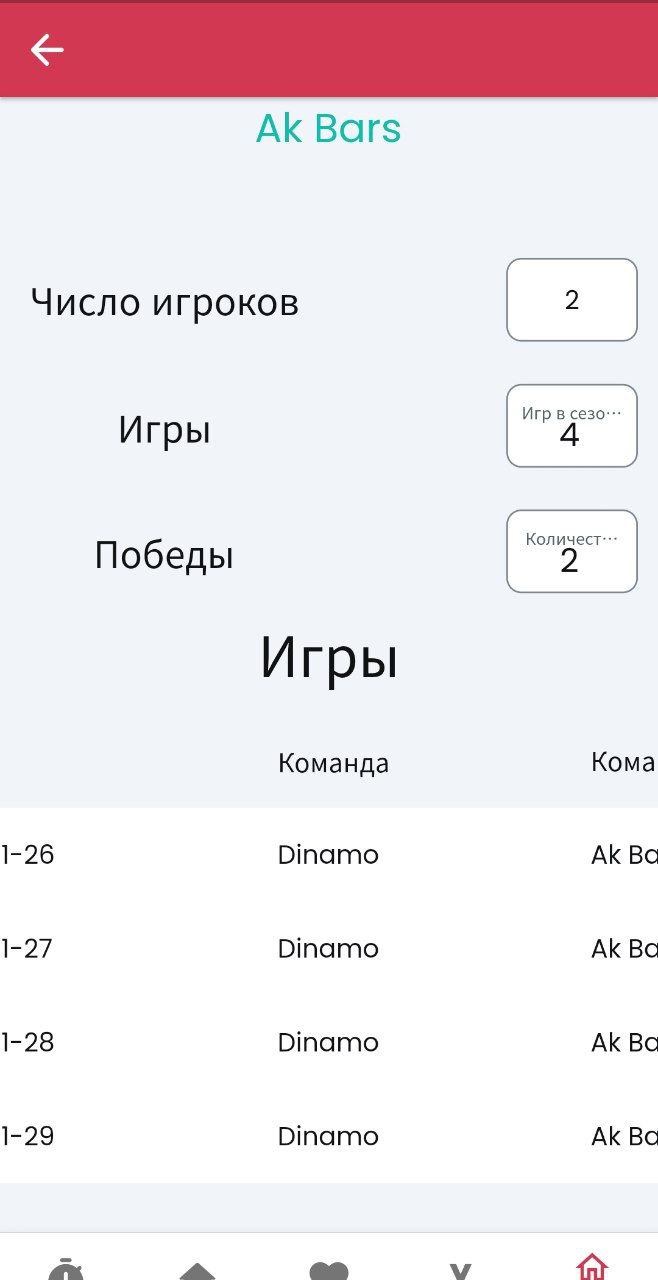 Ak Bars
Число игроков 2
Игр в сезо···
Игры 4
Количест···
Победы 2
Игры
Команда Кома
1-26 Dinamo Ak Ba
1-27 Dinamo Ak Ba
1-28 Dinamo Ak Ba
1-29 Dinamo Ak Ba